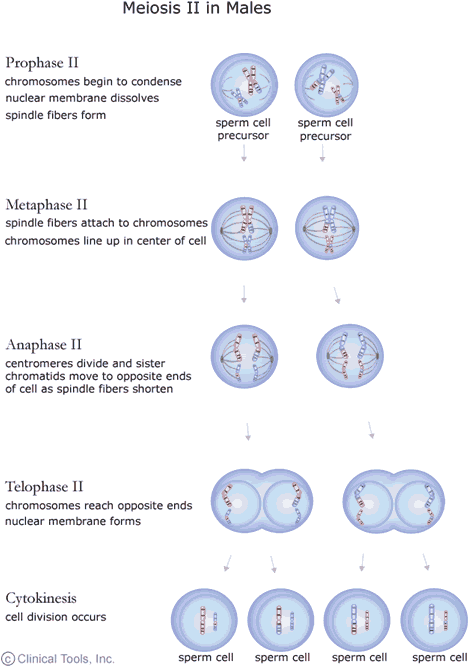 Meiosis II in Males
Prophase II
chromosomes begin to condense
nuclear membrane dissolves
spindle fibers form
sperm cell
precursor
sperm cell
precursor
Metaphase II
spindle fibers attach to chromosomes
chromosomes line up in center of cell
Anaphase II
centromeres divide and sister
chromatids move to opposite ends
of cell as spindle fibers shorten
Telophase II
chromosomes reach opposite ends
nuclear membrane forms
Cytokinesis
cell division occurs
sperm cell
sperm cell
sperm cell
sperm cell
© Clinical Tools, Inc.